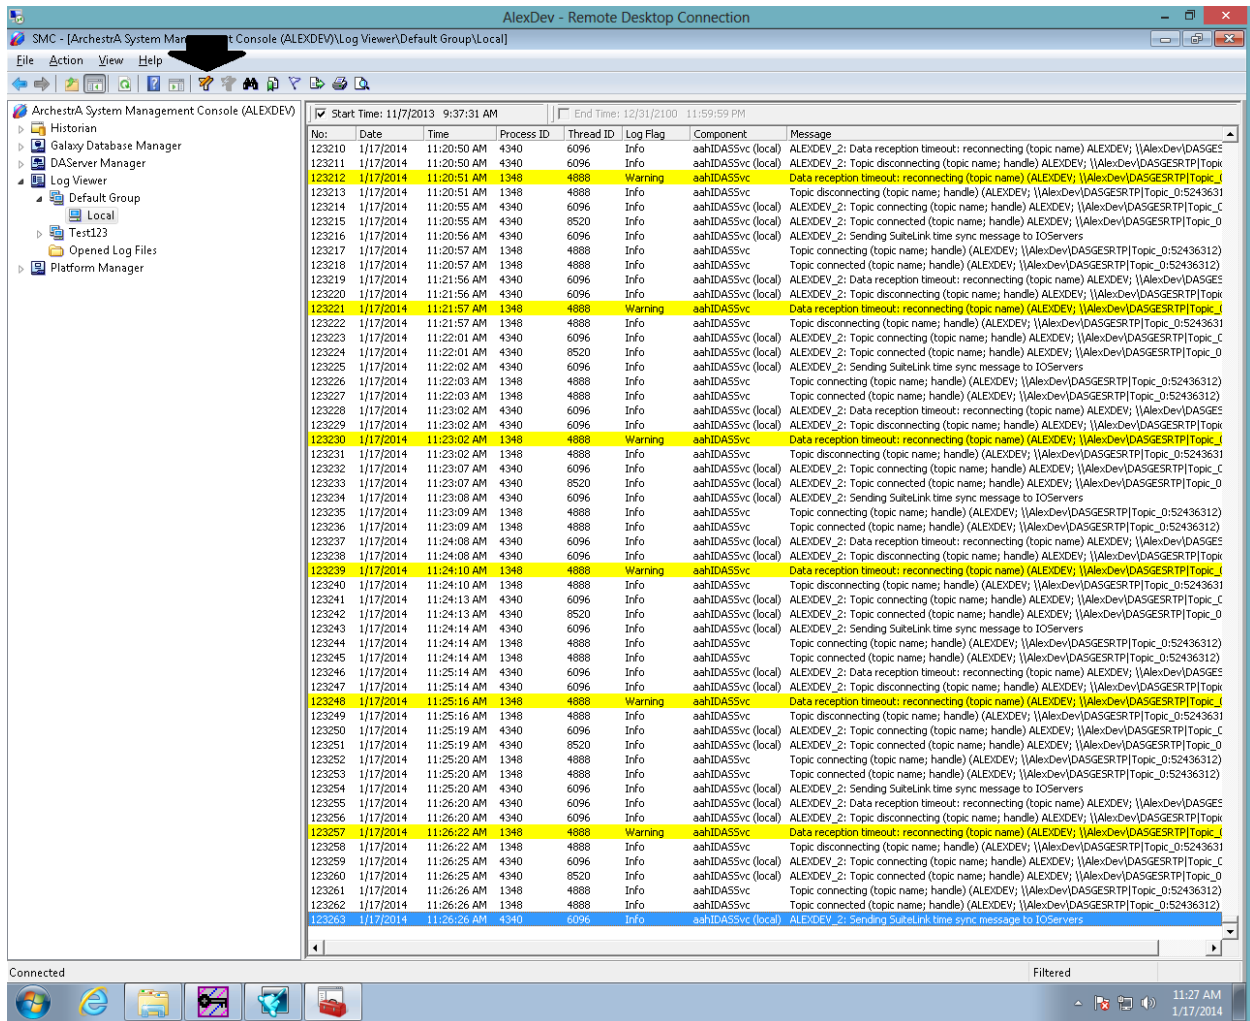 AlexDev - Remote Desktop Connection
SMC - [ArchestrA System Man t Console (ALEXDEV)\Log Viewer\Default Group\Local]
File Action View Help
ArchestrA System Management Console (ALEXDEV)
Historian
Galaxy Database Manager
DAServer Manager
Log Viewer
Default Group
Local
Test123
Opened Log Files
Platform Manager
Start Time: 11/7/2013 9:37:31 AM End Time: 12/31/2100 11:59:59 PM
No: Date Time Process ID Thread ID Log Flag Component Message
123210 1/17/2014 11:20:50 AM 4340 6096 Info aahIDASSvc (local) ALEXDEV_2: Data reception timeout: reconnecting (topic name) ALEXDEV; \\AlexDev\DASGES
123211 1/17/2014 11:20:50 AM 4340 6096 Info aahIDASSvc (local) ALEXDEV_2: Topic disconnecting (topic name; handle) (ALEXDEV; \\AlexDev\DASGESRTP|Topic
123212 1/17/2014 11:20:51 AM 1348 4888 Warning aahIDASSvc Data reception timeout: reconnecting (topic name) (ALEXDEV; \\AlexDev\DASGESRTP|Topic_0
123213 1/17/2014 11:20:51 AM 1348 4888 Info aahIDASSvc Topic disconnecting (topic name; handle) (ALEXDEV; \\AlexDev\DASGESRTP|Topic_0:5243631
123214 1/17/2014 11:20:55 AM 4340 6096 Info aahIDASSvc (local) ALEXDEV_2: Topic connecting (topic name; handle) ALEXDEV; \\AlexDev\DASGESRTP|Topic_0
123215 1/17/2014 11:20:55 AM 4340 8520 Info aahIDASSvc (local) ALEXDEV_2: Topic connected (topic name; handle) ALEXDEV; \\AlexDev\DASGESRTP|Topic_0
123216 1/17/2014 11:20:56 AM 4340 6096 Info aahIDASSvc (local) ALEXDEV_2: Sending SuiteLink time sync message to IOServers
123217 1/17/2014 11:20:57 AM 1348 4888 Info aahIDASSvc Topic connecting (topic name; handle) (ALEXDEV; \\AlexDev\DASGESRTP|Topic_0:52436312)
123218 1/17/2014 11:20:57 AM 1348 4888 Info aahIDASSvc Topic connected (topic name; handle) (ALEXDEV; \\AlexDev\DASGESRTP|Topic_0:52436312)
123219 1/17/2014 11:21:56 AM 4340 6096 Info aahIDASSvc (local) ALEXDEV_2: Data reception timeout: reconnecting (topic name) ALEXDEV; \\AlexDev\DASGES
123220 1/17/2014 11:21:56 AM 4340 6096 Info aahIDASSvc (local) ALEXDEV_2: Topic disconnecting (topic name; handle) (ALEXDEV; \\AlexDev\DASGESRTP|Topic
123221 1/17/2014 11:21:57 AM 1348 4888 Warning aahIDASSvc Data reception timeout: reconnecting (topic name) (ALEXDEV; \\AlexDev\DASGESRTP|Topic_0
123222 1/17/2014 11:21:57 AM 1348 4888 Info aahIDASSvc Topic disconnecting (topic name; handle) (ALEXDEV; \\AlexDev\DASGESRTP|Topic_0:5243631
123223 1/17/2014 11:22:01 AM 4340 6096 Info aahIDASSvc (local) ALEXDEV_2: Topic connecting (topic name; handle) ALEXDEV; \\AlexDev\DASGESRTP|Topic_0
123224 1/17/2014 11:22:01 AM 4340 8520 Info aahIDASSvc (local) ALEXDEV_2: Topic connected (topic name; handle) ALEXDEV; \\AlexDev\DASGESRTP|Topic_0
123225 1/17/2014 11:22:02 AM 4340 6096 Info aahIDASSvc (local) ALEXDEV_2: Sending SuiteLink time sync message to IOServers
123226 1/17/2014 11:22:03 AM 1348 4888 Info aahIDASSvc Topic connecting (topic name; handle) (ALEXDEV; \\AlexDev\DASGESRTP|Topic_0:52436312)
123227 1/17/2014 11:22:03 AM 1348 4888 Info aahIDASSvc Topic connected (topic name; handle) (ALEXDEV; \\AlexDev\DASGESRTP|Topic_0:52436312)
123228 1/17/2014 11:23:02 AM 4340 6096 Info aahIDASSvc (local) ALEXDEV_2: Data reception timeout: reconnecting (topic name) ALEXDEV; \\AlexDev\DASGES
123229 1/17/2014 11:23:02 AM 4340 6096 Info aahIDASSvc (local) ALEXDEV_2: Topic disconnecting (topic name; handle) (ALEXDEV; \\AlexDev\DASGESRTP|Topic
123230 1/17/2014 11:23:02 AM 1348 4888 Warning aahIDASSvc Data reception timeout: reconnecting (topic name) (ALEXDEV; \\AlexDev\DASGESRTP|Topic_0
123231 1/17/2014 11:23:02 AM 1348 4888 Info aahIDASSvc Topic disconnecting (topic name; handle) (ALEXDEV; \\AlexDev\DASGESRTP|Topic_0:5243631
123232 1/17/2014 11:23:07 AM 4340 6096 Info aahIDASSvc (local) ALEXDEV_2: Topic connecting (topic name; handle) ALEXDEV; \\AlexDev\DASGESRTP|Topic_0
123233 1/17/2014 11:23:07 AM 4340 8520 Info aahIDASSvc (local) ALEXDEV_2: Topic connected (topic name; handle) ALEXDEV; \\AlexDev\DASGESRTP|Topic_0
123234 1/17/2014 11:23:08 AM 4340 6096 Info aahIDASSvc (local) ALEXDEV_2: Sending SuiteLink time sync message to IOServers
123235 1/17/2014 11:23:09 AM 1348 4888 Info aahIDASSvc Topic connecting (topic name; handle) (ALEXDEV; \\AlexDev\DASGESRTP|Topic_0:52436312)
123236 1/17/2014 11:23:09 AM 1348 4888 Info aahIDASSvc Topic connected (topic name; handle) (ALEXDEV; \\AlexDev\DASGESRTP|Topic_0:52436312)
123237 1/17/2014 11:24:08 AM 4340 6096 Info aahIDASSvc (local) ALEXDEV_2: Data reception timeout: reconnecting (topic name) ALEXDEV; \\AlexDev\DASGES
123238 1/17/2014 11:24:08 AM 4340 6096 Info aahIDASSvc (local) ALEXDEV_2: Topic disconnecting (topic name; handle) (ALEXDEV; \\AlexDev\DASGESRTP|Topic
123239 1/17/2014 11:24:10 AM 1348 4888 Warning aahIDASSvc Data reception timeout: reconnecting (topic name) (ALEXDEV; \\AlexDev\DASGESRTP|Topic_0
123240 1/17/2014 11:24:10 AM 1348 4888 Info aahIDASSvc Topic disconnecting (topic name; handle) (ALEXDEV; \\AlexDev\DASGESRTP|Topic_0:5243631
123241 1/17/2014 11:24:13 AM 4340 6096 Info aahIDASSvc (local) ALEXDEV_2: Topic connecting (topic name; handle) ALEXDEV; \\AlexDev\DASGESRTP|Topic_0
123242 1/17/2014 11:24:13 AM 4340 8520 Info aahIDASSvc (local) ALEXDEV_2: Topic connected (topic name; handle) ALEXDEV; \\AlexDev\DASGESRTP|Topic_0
123243 1/17/2014 11:24:14 AM 4340 6096 Info aahIDASSvc (local) ALEXDEV_2: Sending SuiteLink time sync message to IOServers
123244 1/17/2014 11:24:14 AM 1348 4888 Info aahIDASSvc Topic connecting (topic name; handle) (ALEXDEV; \\AlexDev\DASGESRTP|Topic_0:52436312)
123245 1/17/2014 11:24:14 AM 1348 4888 Info aahIDASSvc Topic connected (topic name; handle) (ALEXDEV; \\AlexDev\DASGESRTP|Topic_0:52436312)
123246 1/17/2014 11:25:14 AM 4340 6096 Info aahIDASSvc (local) ALEXDEV_2: Data reception timeout: reconnecting (topic name) ALEXDEV; \\AlexDev\DASGES
123247 1/17/2014 11:25:14 AM 4340 6096 Info aahIDASSvc (local) ALEXDEV_2: Topic disconnecting (topic name; handle) (ALEXDEV; \\AlexDev\DASGESRTP|Topic
123248 1/17/2014 11:25:16 AM 1348 4888 Warning aahIDASSvc Data reception timeout: reconnecting (topic name) (ALEXDEV; \\AlexDev\DASGESRTP|Topic_0
123249 1/17/2014 11:25:16 AM 1348 4888 Info aahIDASSvc Topic disconnecting (topic name; handle) (ALEXDEV; \\AlexDev\DASGESRTP|Topic_0:5243631
123250 1/17/2014 11:25:19 AM 4340 6096 Info aahIDASSvc (local) ALEXDEV_2: Topic connecting (topic name; handle) ALEXDEV; \\AlexDev\DASGESRTP|Topic_0
123251 1/17/2014 11:25:19 AM 4340 8520 Info aahIDASSvc (local) ALEXDEV_2: Topic connected (topic name; handle) ALEXDEV; \\AlexDev\DASGESRTP|Topic_0
123252 1/17/2014 11:25:20 AM 1348 4888 Info aahIDASSvc Topic connecting (topic name; handle) (ALEXDEV; \\AlexDev\DASGESRTP|Topic_0:52436312)
123253 1/17/2014 11:25:20 AM 1348 4888 Info aahIDASSvc Topic connected (topic name; handle) (ALEXDEV; \\AlexDev\DASGESRTP|Topic_0:52436312)
123254 1/17/2014 11:25:20 AM 4340 6096 Info aahIDASSvc (local) ALEXDEV_2: Sending SuiteLink time sync message to IOServers
123255 1/17/2014 11:26:20 AM 4340 6096 Info aahIDASSvc (local) ALEXDEV_2: Data reception timeout: reconnecting (topic name) ALEXDEV; \\AlexDev\DASGES
123256 1/17/2014 11:26:20 AM 4340 6096 Info aahIDASSvc (local) ALEXDEV_2: Topic disconnecting (topic name; handle) (ALEXDEV; \\AlexDev\DASGESRTP|Topic
123257 1/17/2014 11:26:22 AM 1348 4888 Warning aahIDASSvc Data reception timeout: reconnecting (topic name) (ALEXDEV; \\AlexDev\DASGESRTP|Topic_0
123258 1/17/2014 11:26:22 AM 1348 4888 Info aahIDASSvc Topic disconnecting (topic name; handle) (ALEXDEV; \\AlexDev\DASGESRTP|Topic_0:5243631
123259 1/17/2014 11:26:25 AM 4340 6096 Info aahIDASSvc (local) ALEXDEV_2: Topic connecting (topic name; handle) ALEXDEV; \\AlexDev\DASGESRTP|Topic_0
123260 1/17/2014 11:26:25 AM 4340 8520 Info aahIDASSvc (local) ALEXDEV_2: Topic connected (topic name; handle) ALEXDEV; \\AlexDev\DASGESRTP|Topic_0
123261 1/17/2014 11:26:26 AM 1348 4888 Info aahIDASSvc Topic connecting (topic name; handle) (ALEXDEV; \\AlexDev\DASGESRTP|Topic_0:52436312)
123262 1/17/2014 11:26:26 AM 1348 4888 Info aahIDASSvc Topic connected (topic name; handle) (ALEXDEV; \\AlexDev\DASGESRTP|Topic_0:52436312)
123263 1/17/2014 11:26:26 AM 4340 6096 Info aahIDASSvc (local) ALEXDEV_2: Sending SuiteLink time sync message to IOServers
Connected Filtered
11:27 AM
1/17/2014